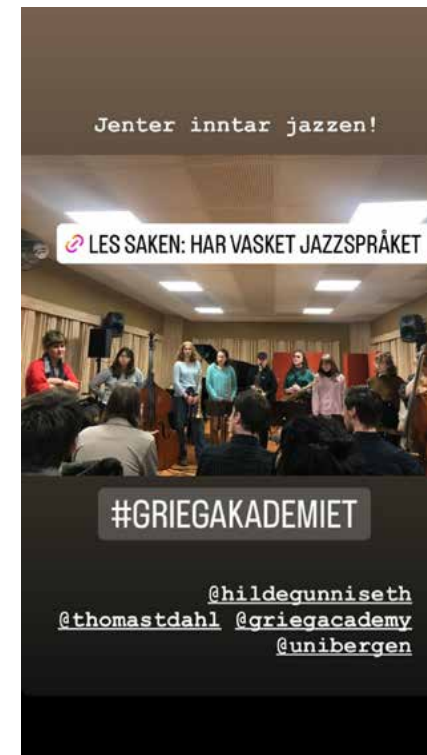 Jenter inntar jazzen!
LES SAKEN: HAR VASKET JAZZSPRÅKET
#GRIEGAKADEMIET
@hildegunniseth
@thomastdahl @griegacademy
@unibergen